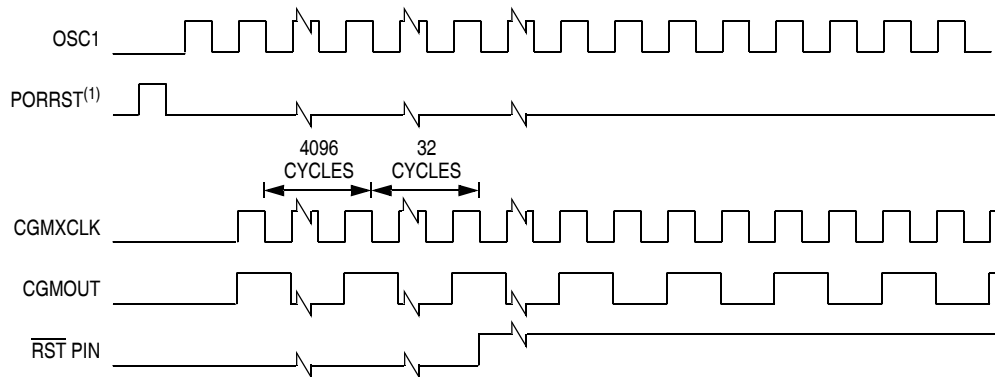 OSC1
PORRST(1)
4096
CYCLES
32
CYCLES
CGMXCLK
CGMOUT
RST PIN